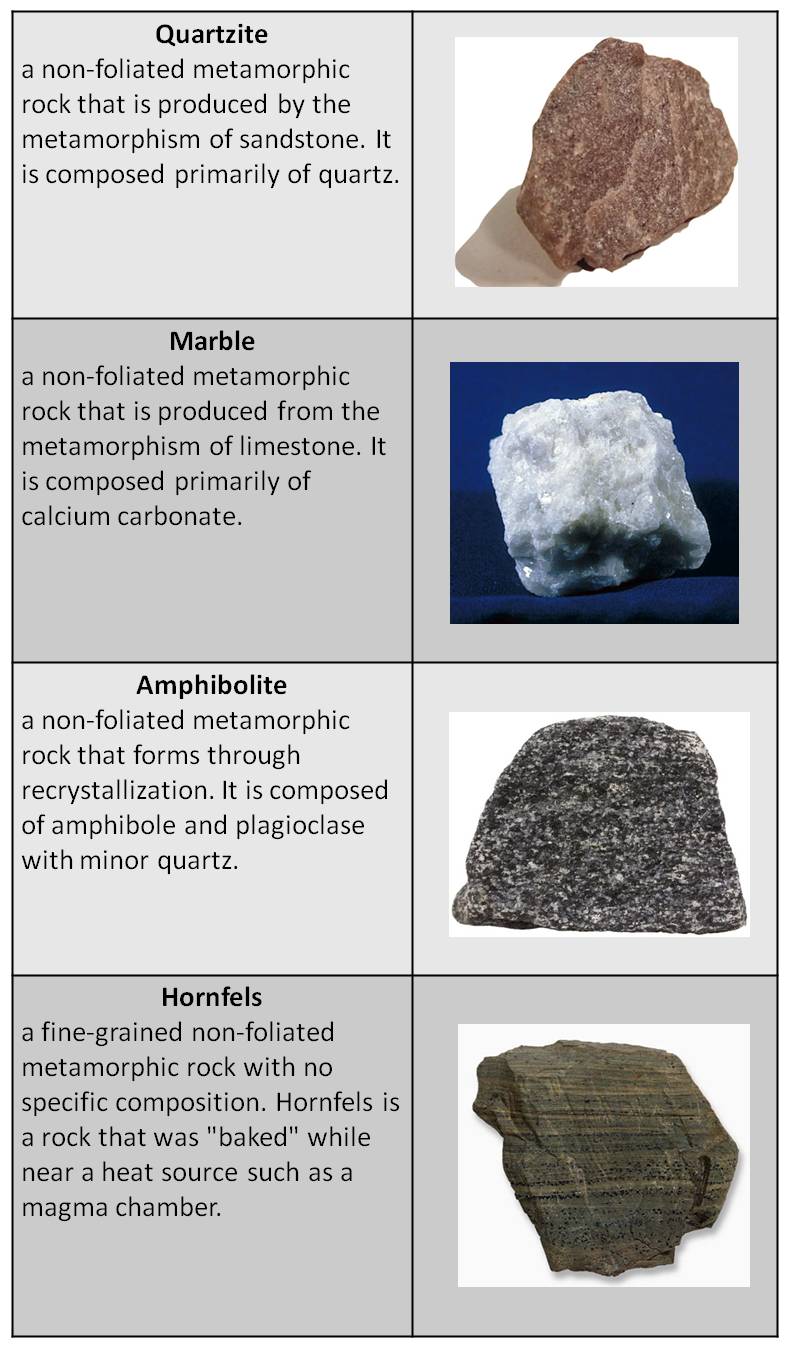 Quartzite
a non-foliated metamorphic
rock that is produced by the
metamorphism of sandstone. It
is composed primarily of quartz.
Marble
a non-foliated metamorphic
rock that is produced from the
metamorphism of limestone. It
is composed primarily of
calcium carbonate.
Amphibolite
a non-foliated metamorphic
rock that forms through
recrystallization. It is composed
of amphibole and plagioclase
with minor quartz.
Hornfels
a fine-grained non-foliated
metamorphic rock with no
specific composition. Hornfels is
a rock that was "baked" while
near a heat source such as a
magma chamber.